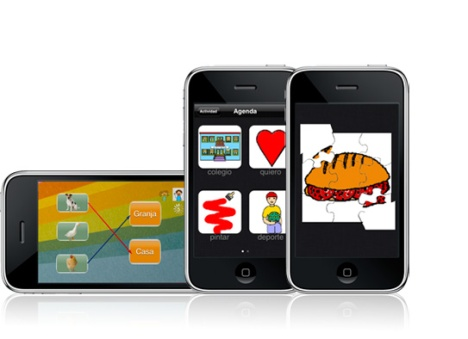 Actividad
Agenda
colegio
quiero
pintar
deporte
Granja
Casa